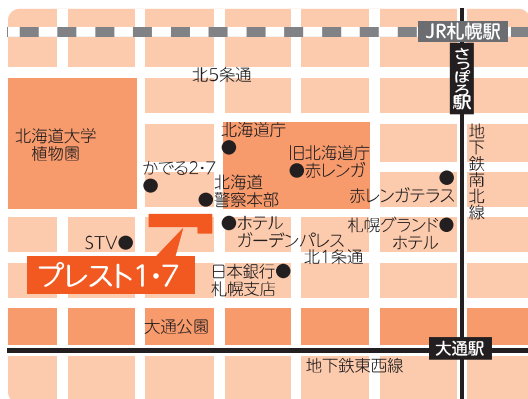 JR札幌駅
さっぽろ駅
北5条通
北海道大学
植物園
北海道庁
旧北海道庁
赤レンガ
地下鉄南北線
かでる2・7
北海道
警察本部
赤レンガテラス
STV
ホテル
ガーデンパレス
札幌グランド
ホテル
北1条通
プレスト1・7
日本銀行
札幌支店
大通公園
大通駅
地下鉄東西線